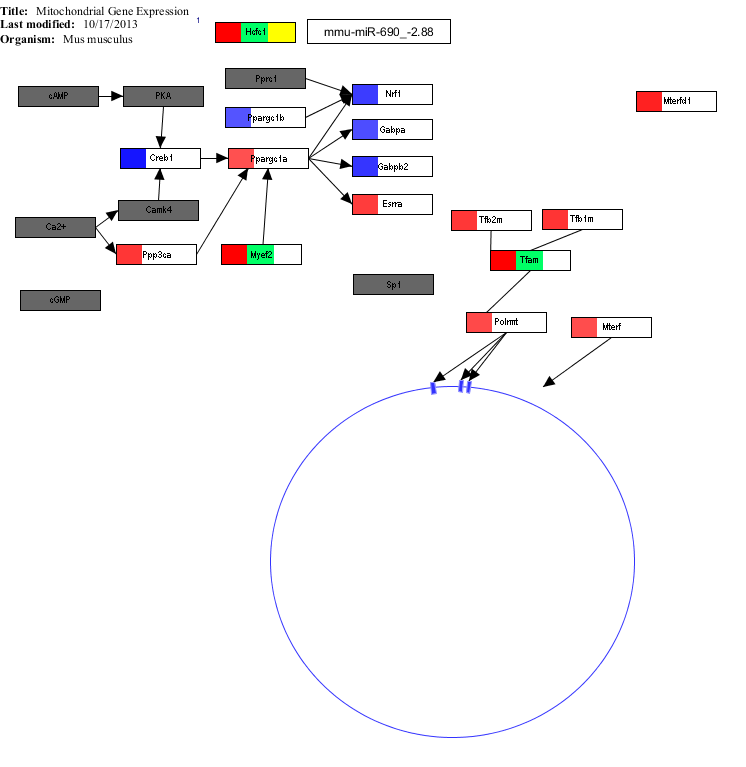 Title: Mitochondrial Gene Expression
Last modified: 10/17/2013
Organism: Mus musculus
1
Hcfc1
mmu-miR-690_-2.88
Pprc1
cAMP
PKA
Nrf1
Mterfd1
Ppargc1b
Gabpa
Creb1
Ppargc1a
Gabpb2
Camk4
Esrra
Ca2+
Tfb2m
Tfb1m
Ppp3ca
Myef2
Tfam
Sp1
cGMP
Polrmt
Mterf